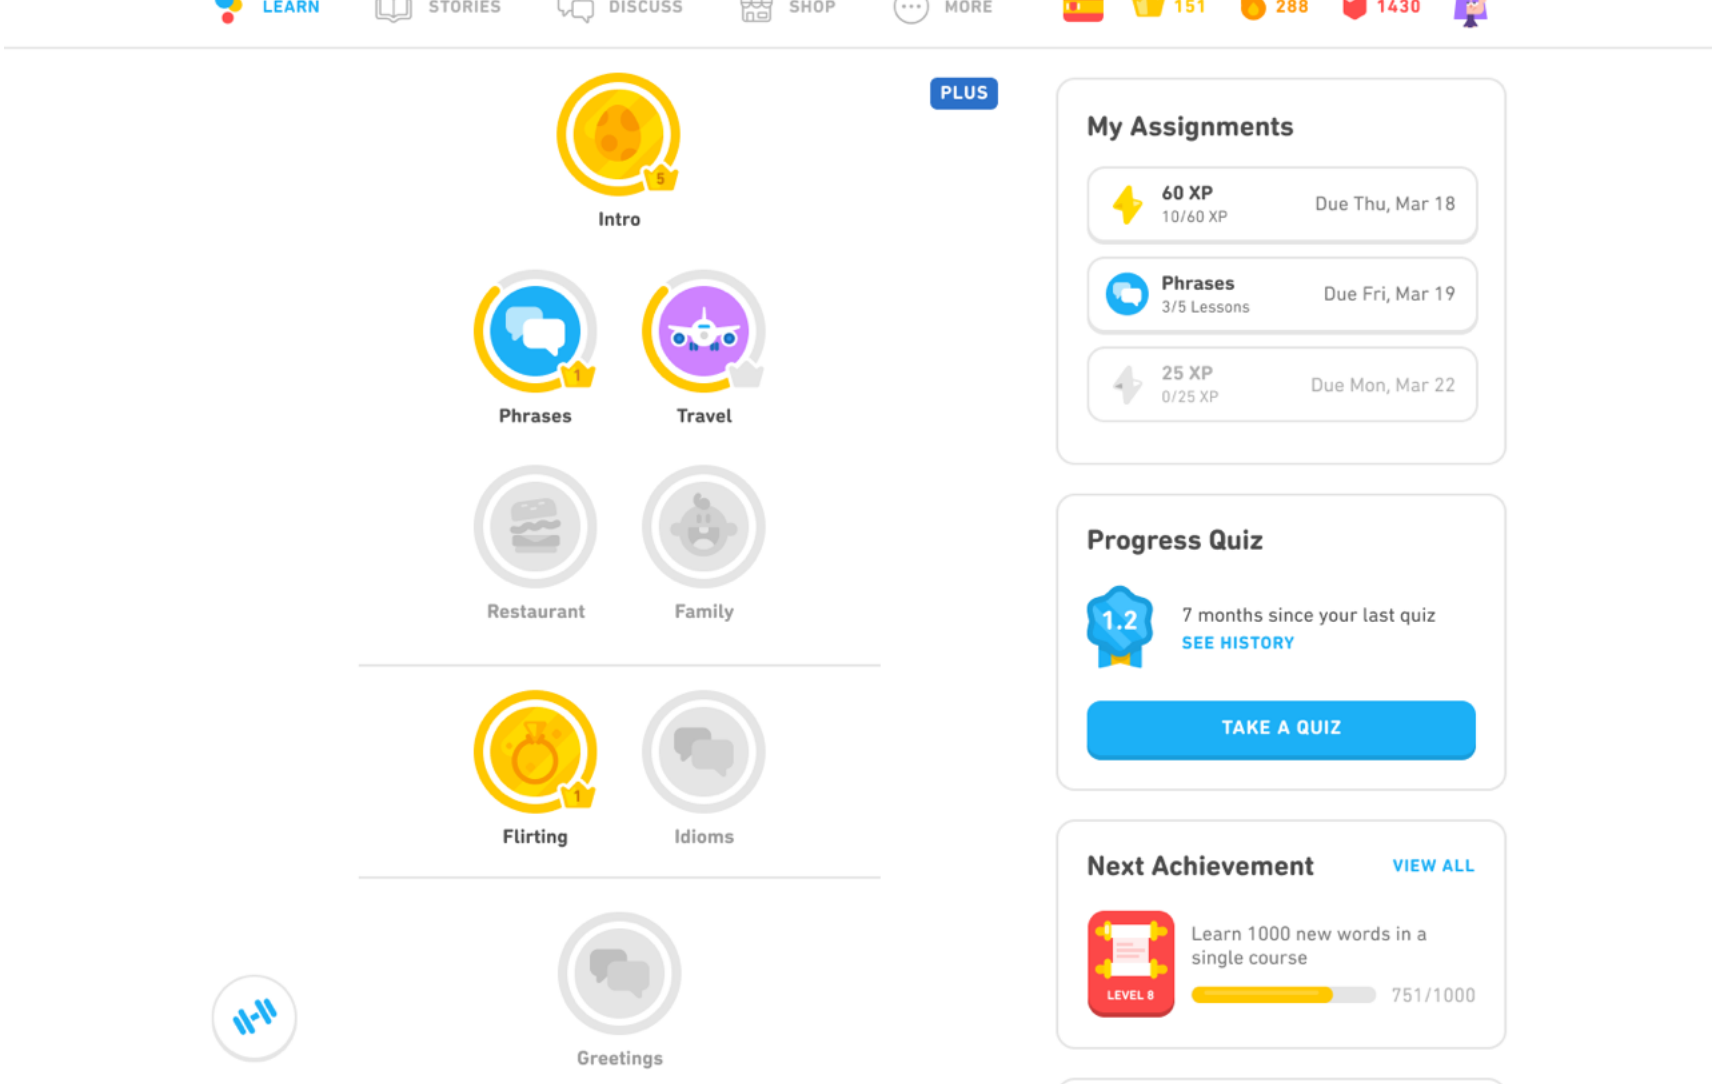 LEARN
STORIES
DISCUSS
SHOP
MORE
151
288
1430
PLUS
5
Intro
1
Phrases
Travel
Restaurant
Family
1
Flirting
Idioms
Greetings
My Assignments
60 XP
10/60 XP
Due Thu, Mar 18
Phrases
3/5 Lessons
Due Fri, Mar 19
25 XP
0/25 XP
Due Mon, Mar 22
Progress Quiz
1.2
7 months since your last quiz
SEE HISTORY
TAKE A QUIZ
Next Achievement
VIEW ALL
LEVEL 8
Learn 1000 new words in a
single course
751/1000